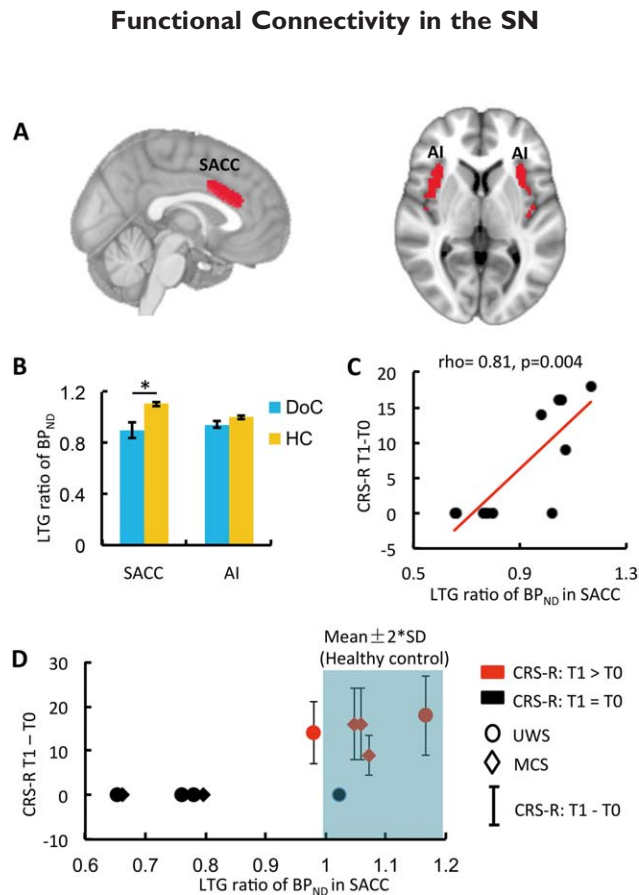 Functional Connectivity in the SN
A
SACC
AI
AI
B
LTG ratio of BPND
1.2
0.8
0.4
0
*
DoC
HC
SACC
AI
C
rho= 0.81, p=0.004
CRS-R T1-T0
20
15
10
5
0
-5
0.5
0.9
1.3
LTG ratio of BPND in SACC
D
Mean±2*SD
(Healthy control)
CRS-R T1 – T0
30
20
10
0
-10
0.6
0.7
0.8
0.9
1
1.1
1.2
LTG ratio of BPND in SACC
CRS-R: T1 > T0
CRS-R: T1 = T0
UWS
MCS
CRS-R: T1 - T0